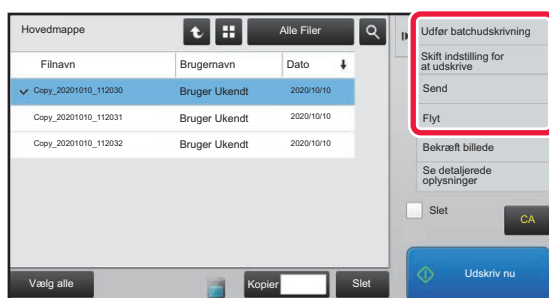 Hovedmappe
Alle Filer
Filnavn Brugernavn Dato
Copy_20201010_112030 Bruger Ukendt 2020/10/10
Copy_20201010_112031 Bruger Ukendt 2020/10/10
Copy_20201010_112032 Bruger Ukendt 2020/10/10
Vælg alle
Kopier
Slet
Udfør batchudskrivning
Skift indstilling for
at udskrive
Send
Flyt
Bekræft billede
Se detaljerede
oplysninger
Slet
CA
Udskriv nu